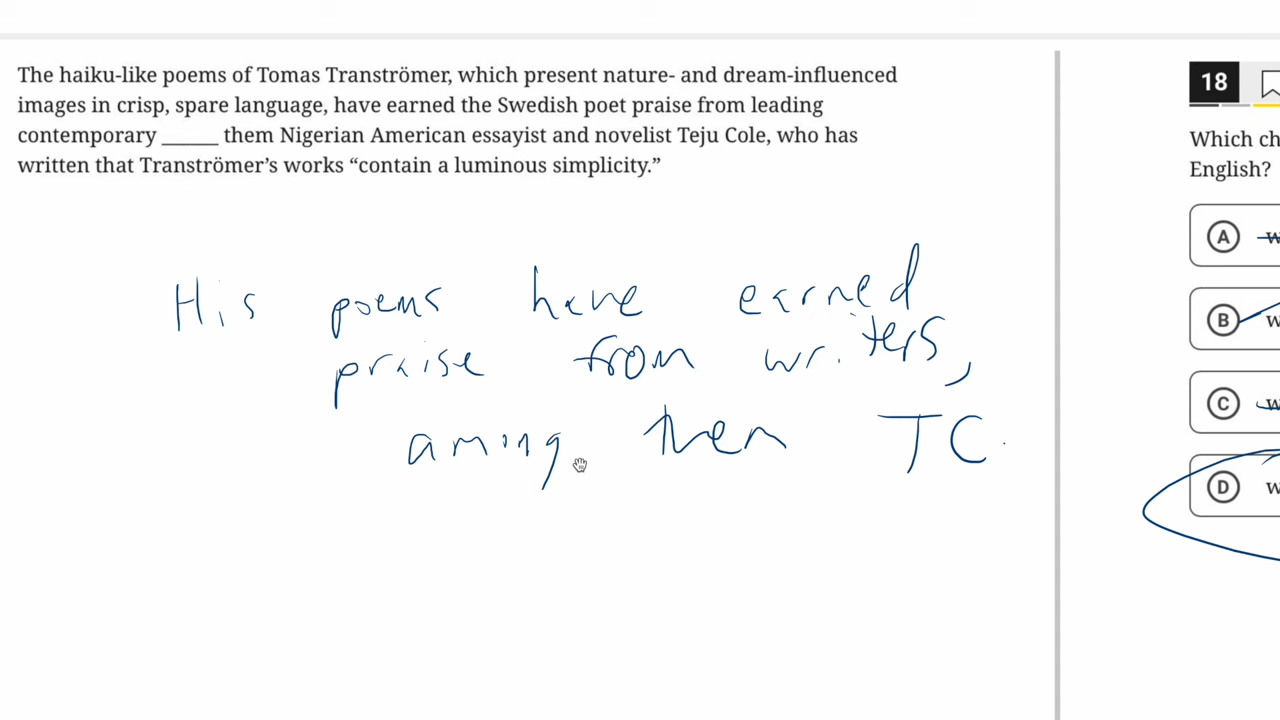 The haiku-like poems of Tomas Tranströmer, which present nature- and dream-influenced
images in crisp, spare language, have earned the Swedish poet praise from leading
contemporary ______ them Nigerian American essayist and novelist Teju Cole, who has
written that Tranströmer’s works “contain a luminous simplicity.”
His poems have earned
praise from writers,
among them TC
18
Which ch
English?
A w
B w
C w
D w